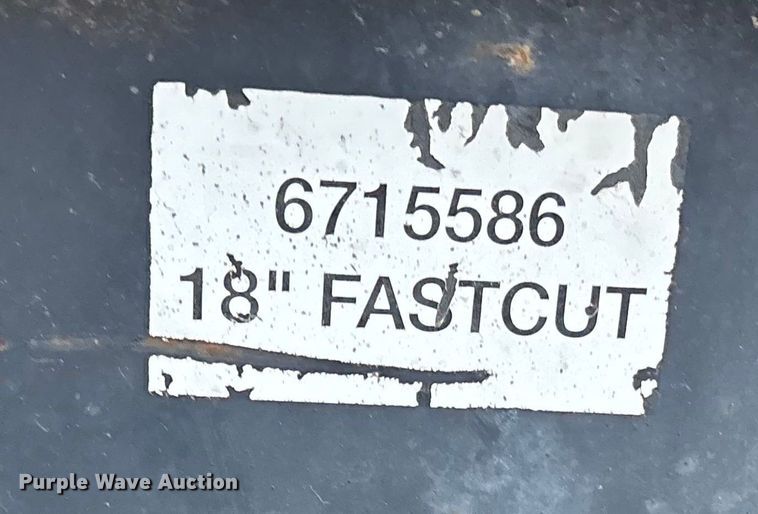 6715586
18" FASTCUT
Purple Wave Auction